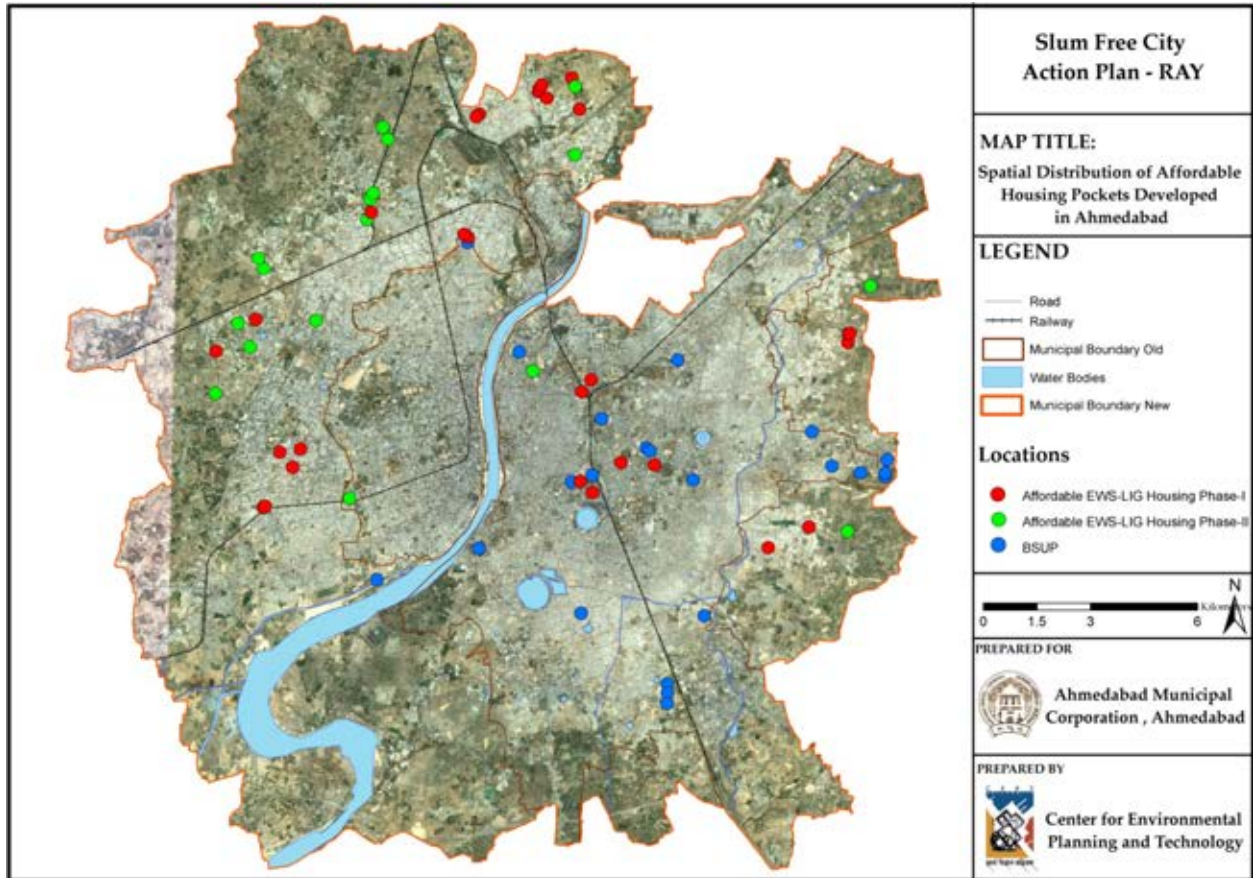 Slum Free City
Action Plan - RAY
MAP TITLE:
Spatial Distribution of Affordable
Housing Pockets Developed
in Ahmedabad
LEGEND
Road
Railway
Municipal Boundary Old
Water Bodies
Municipal Boundary New
Locations
Affordable EWS-LIG Housing Phase-I
Affordable EWS-LIG Housing Phase-II
BSUP
N
Kilometers
0 1.5 3 6
PREPARED FOR
Ahmedabad Municipal
Corporation , Ahmedabad
PREPARED BY
Center for Environmental
Planning and Technology